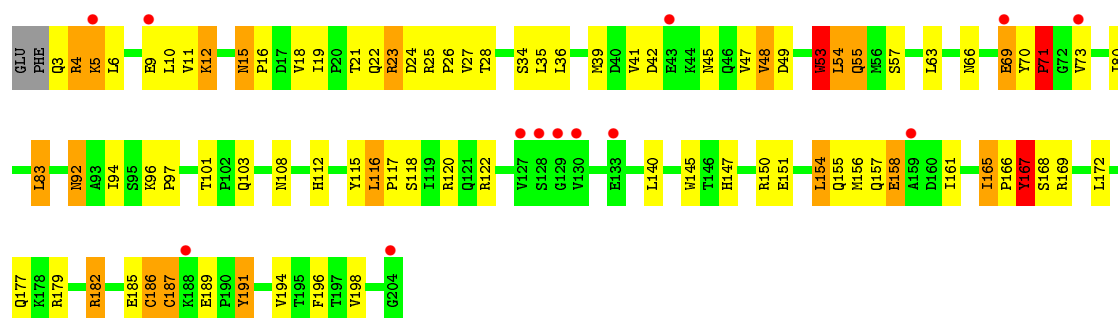 GLU PHE Q3 R4 K5 L6 E9 L10 V11 K12 N15 P16 D17 V18 I19 P20 T21 Q22 R23 D24 R25 P26 V27 T28 S34 L35 L36 M39 D40 V41 D42 E43 K44 N45 Q46 V47 V48 D49 W53 L54 Q55 M56 S57 L63 N66 E69 Y70 P71 G72 V73 I80
L83 N92 A93 I94 S95 K96 P97 T101 P102 Q103 N108 H112 Y115 L116 P117 S118 I119 R120 Q121 R122 V127 S128 G129 V130 E133 L140 W145 T146 H147 R150 E151 L154 Q155 M156 Q157 E158 A159 D160 I161 I165 P166 Y167 S168 R169 L172
Q177 K178 R179 R182 E185 C186 C187 K188 E189 P190 Y191 V194 T195 F196 T197 V198 G204